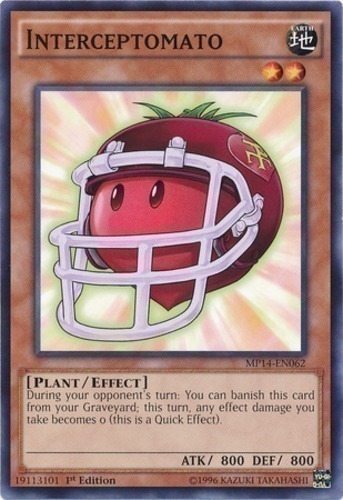 INTERCEPTOMATO
EARTH
地
MP14-EN062
[PLANT/EFFECT]
During your opponent's turn: You can banish this card
from your Graveyard; this turn, any effect damage you
take becomes 0 (this is a Quick Effect).
ATK/ 800 DEF/ 800
19113101 1st Edition ©1996 KAZUKI TAKAHASHI